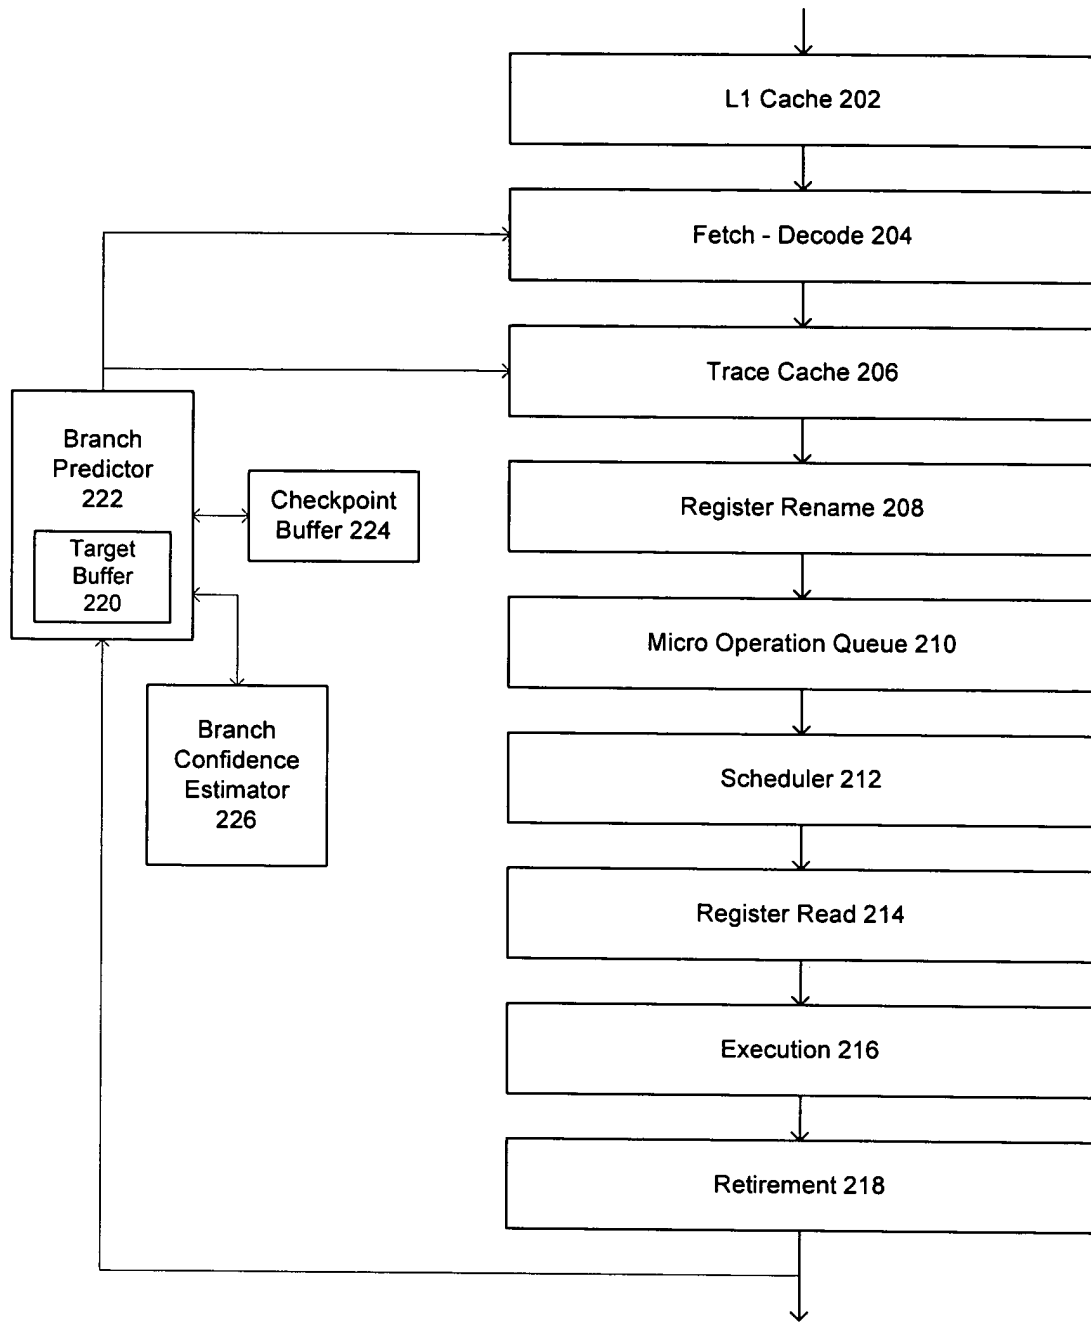 L1 Cache 202
Fetch - Decode 204
Trace Cache 206
Branch
Predictor
222
Target
Buffer
220
Checkpoint
Buffer 224
Branch
Confidence
Estimator
226
Register Rename 208
Micro Operation Queue 210
Scheduler 212
Register Read 214
Execution 216
Retirement 218